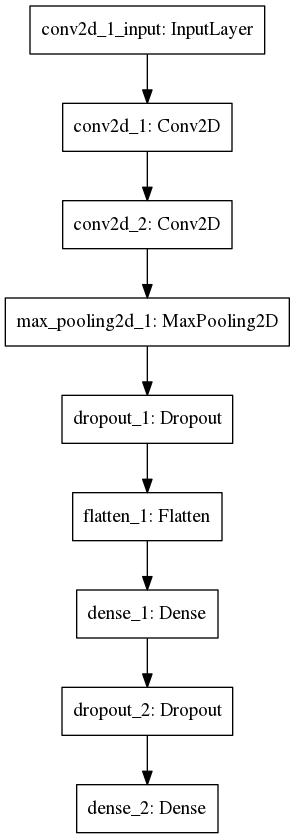 conv2d_1_input: InputLayer
conv2d_1: Conv2D
conv2d_2: Conv2D
max_pooling2d_1: MaxPooling2D
dropout_1: Dropout
flatten_1: Flatten
dense_1: Dense
dropout_2: Dropout
dense_2: Dense